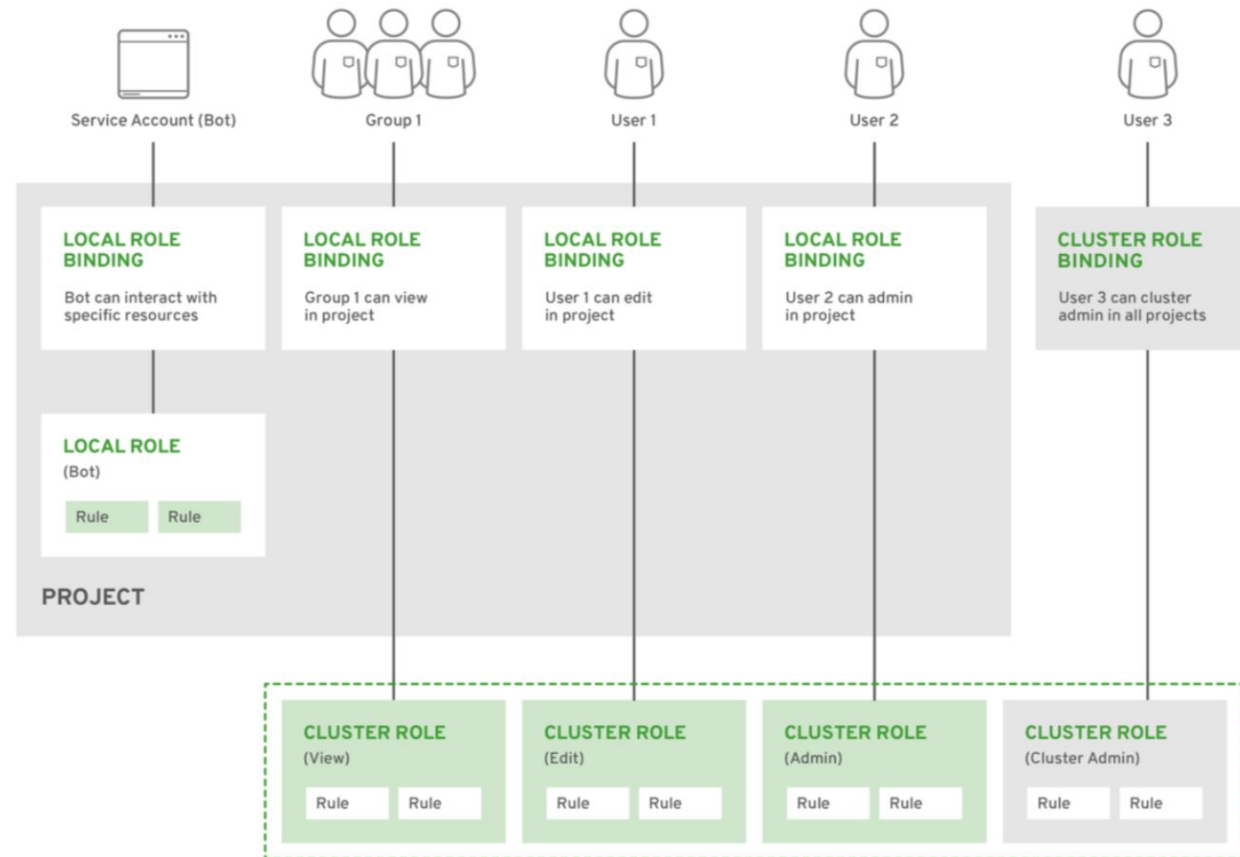 Service Account (Bot)
Group 1
User 1
User 2
User 3
LOCAL ROLE
BINDING
Bot can interact with
specific resources
LOCAL ROLE
BINDING
Group 1 can view
in project
LOCAL ROLE
BINDING
User 1 can edit
in project
LOCAL ROLE
BINDING
User 2 can admin
in project
CLUSTER ROLE
BINDING
User 3 can cluster
admin in all projects
LOCAL ROLE
(Bot)
Rule
Rule
PROJECT
CLUSTER ROLE
(View)
Rule
Rule
CLUSTER ROLE
(Edit)
Rule
Rule
CLUSTER ROLE
(Admin)
Rule
Rule
CLUSTER ROLE
(Cluster Admin)
Rule
Rule